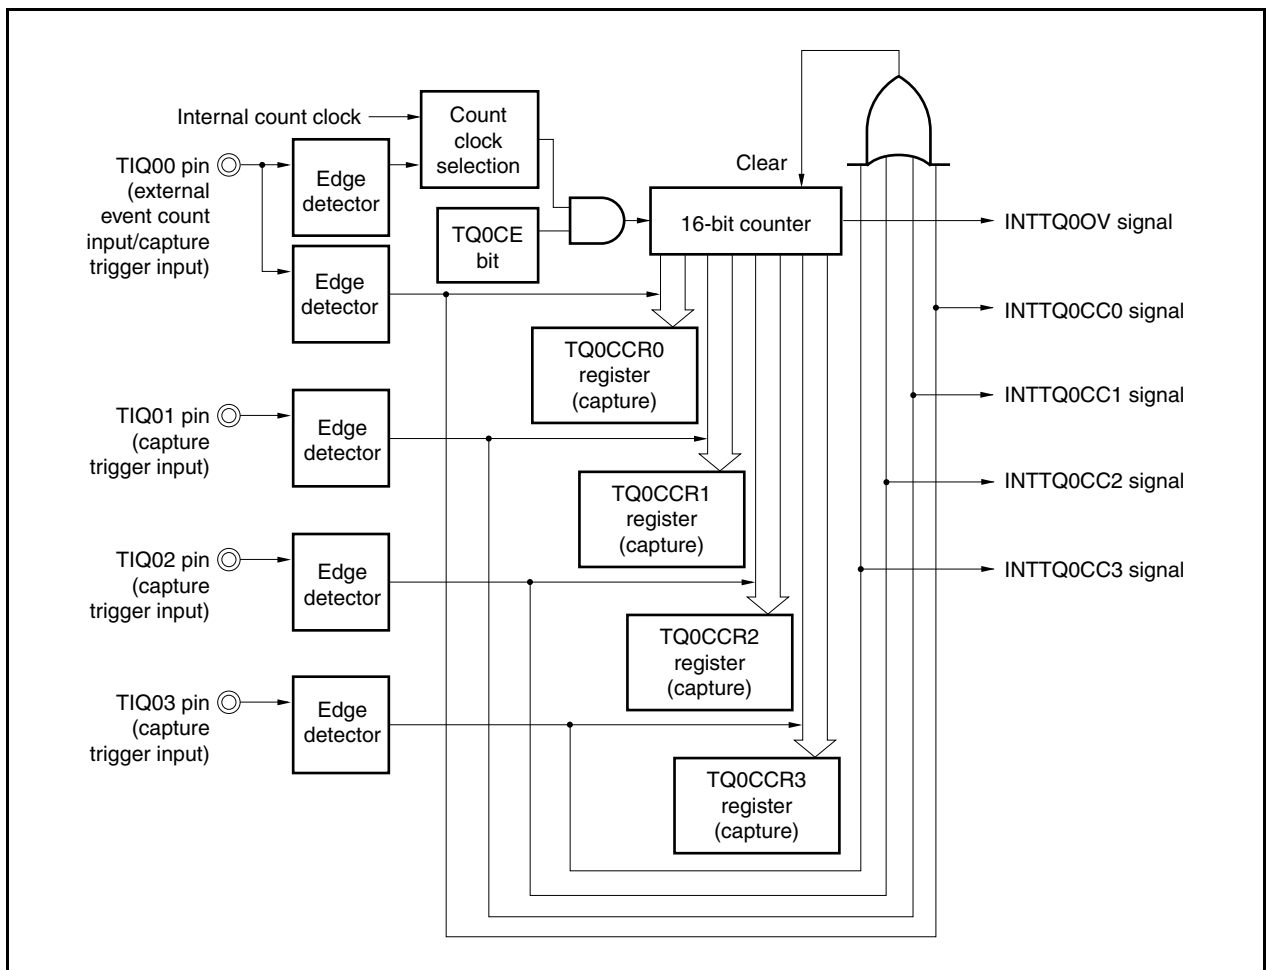 Internal count clock
Count
clock
selection
TIQ00 pin
(external
event count
input/capture
trigger input)
Edge
detector
Edge
detector
TQ0CE
bit
Clear
16-bit counter
INTTQ0OV signal
INTTQ0CC0 signal
TQ0CCR0
register
(capture)
TIQ01 pin
(capture
trigger input)
Edge
detector
INTTQ0CC1 signal
TQ0CCR1
register
(capture)
INTTQ0CC2 signal
TIQ02 pin
(capture
trigger input)
Edge
detector
INTTQ0CC3 signal
TQ0CCR2
register
(capture)
TIQ03 pin
(capture
trigger input)
Edge
detector
TQ0CCR3
register
(capture)